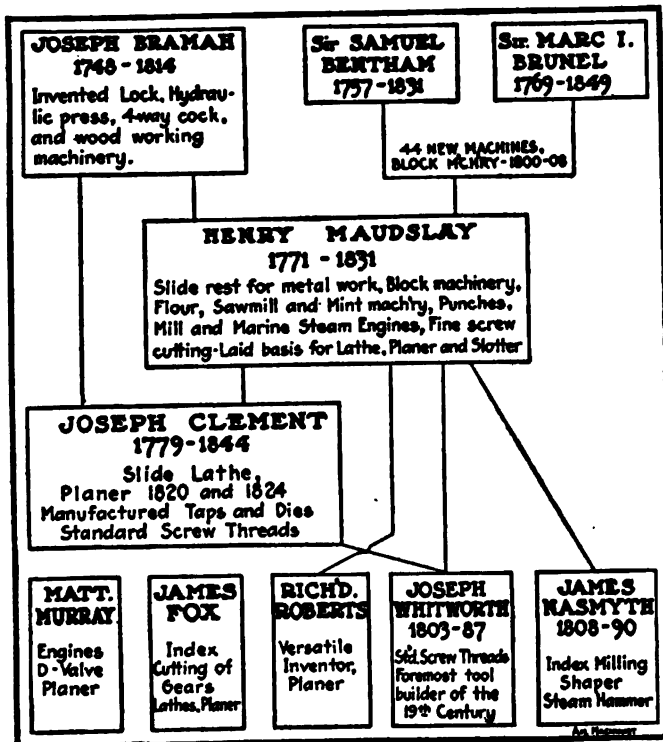 JOSEPH BRAMAH
1748 - 1814
Invented Lock, Hydrau-
lic press, 4-way cock,
and wood working
machinery.
Sir SAMUEL
BENTHAM
1757-1831
Sir. MARC I.
BRUNEL
1769-1849
44 NEW MACHINES,
BLOCK MCHRY-1800-08
HENRY MAUDSLAY
1771 - 1831
Slide rest for metal work, Block machinery,
Flour, Sawmill and Mint mach'ry, Punches,
Mill and Marine Steam Engines, Fine screw
cutting-Laid basis for Lathe, Planer and Slotter
JOSEPH CLEMENT
1779-1844
Slide Lathe,
Planer 1820 and 1824
Manufactured Taps and Dies
Standard Screw Threads
MATT.
MURRAY
Engines
D-Valve
Planer
JAMES
FOX
Index
Cutting of
Gears
Lathes, Planer
RICH'D.
ROBERTS
Versatile
Inventor,
Planer
JOSEPH
WHITWORTH
1803-87
St'd. Screw Threads
Foremost tool
builder of the
19th Century
JAMES
NASMYTH
1808-90
Index Milling
Shaper
Steam Hammer